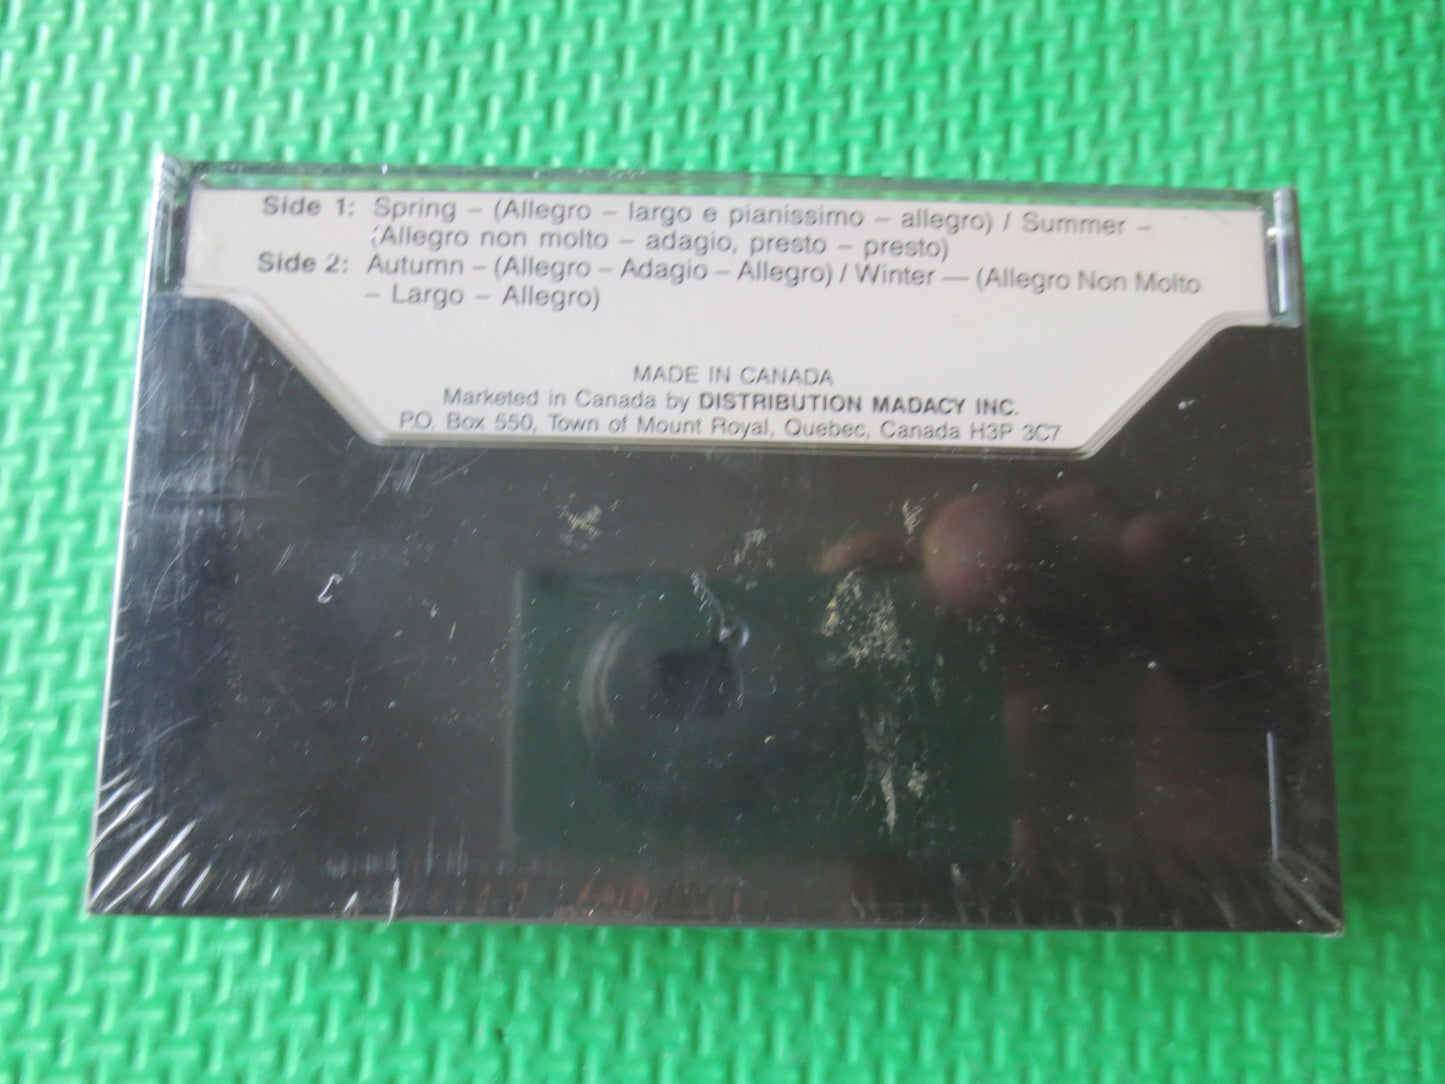 Side 1: Spring – (Allegro – largo e pianissimo – allegro) / Summer –
(Allegro non molto – adagio, presto – presto)
Side 2: Autumn – (Allegro – Adagio – Allegro) / Winter — (Allegro Non Molto
– Largo – Allegro)
MADE IN CANADA
Marketed in Canada by DISTRIBUTION MADACY INC.
P.O. Box 550, Town of Mount Royal, Quebec, Canada H3P 3C7